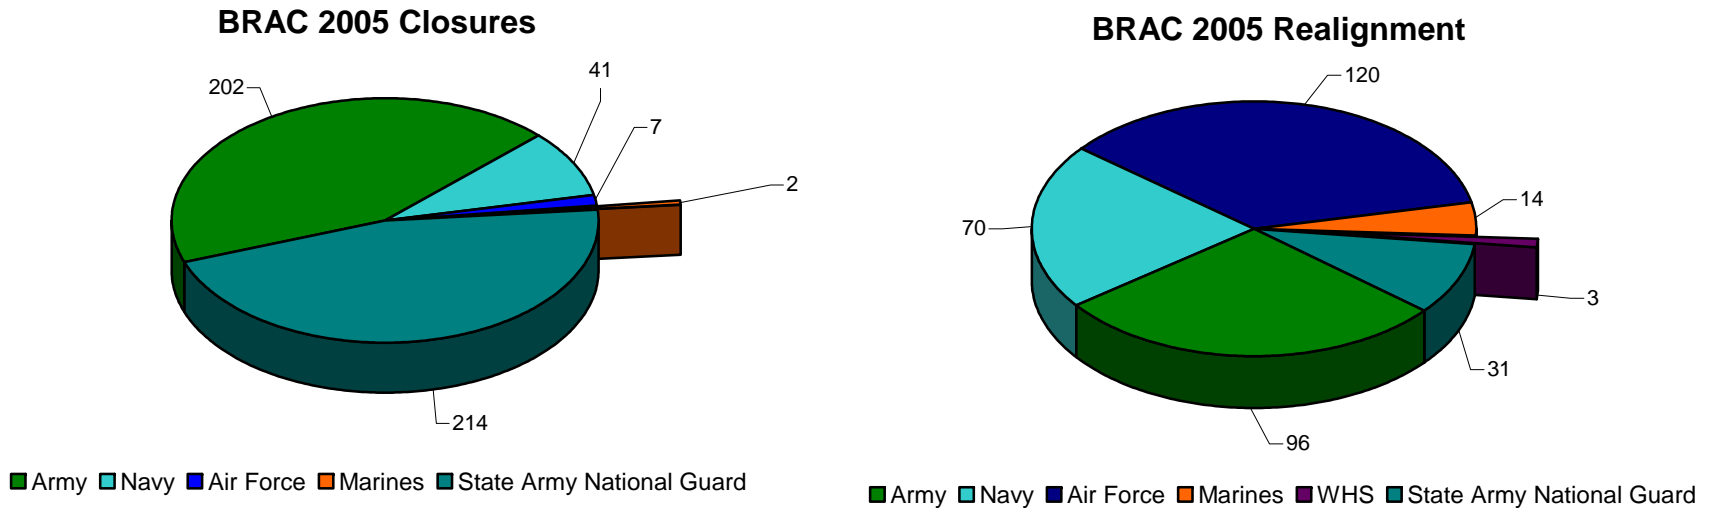 BRAC 2005 Closures
202
41
7
2
214
Army Navy Air Force Marines State Army National Guard
BRAC 2005 Realignment
120
14
70
3
31
96
Army Navy Air Force Marines WHS State Army National Guard